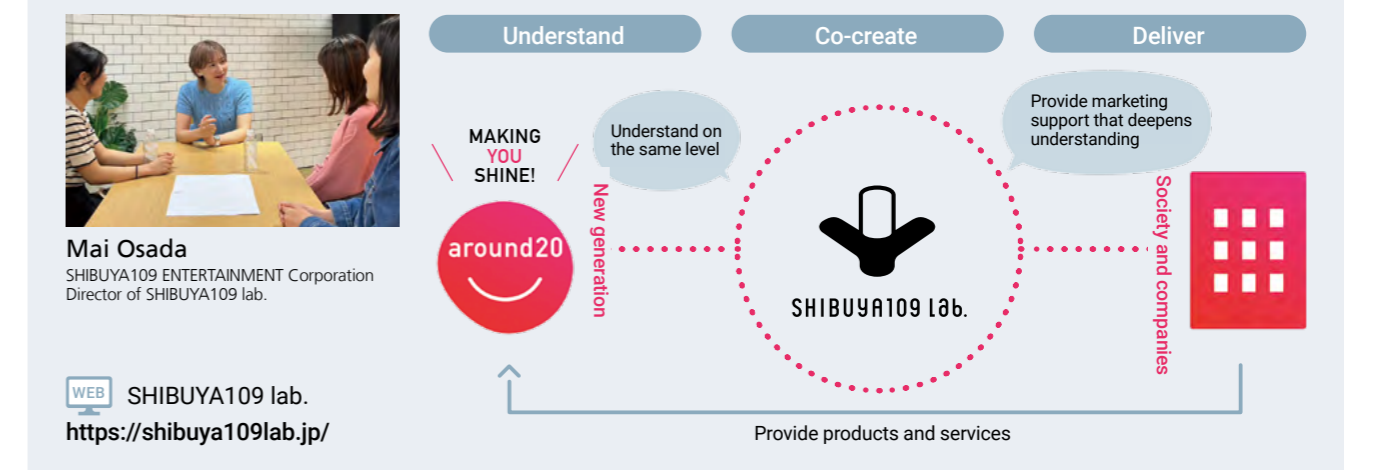 Mai Osada
SHIBUYA109 ENTERTAINMENT Corporation
Director of SHIBUYA109 lab.
WEB
SHIBUYA109 lab.
https://shibuya109lab.jp/
Understand
Co-create
Deliver
MAKING
YOU
SHINE!
around20
New generation
Understand on
the same level
SHIBUYA109 Lab.
Provide marketing
support that deepens
understanding
Society and companies
Provide products and services